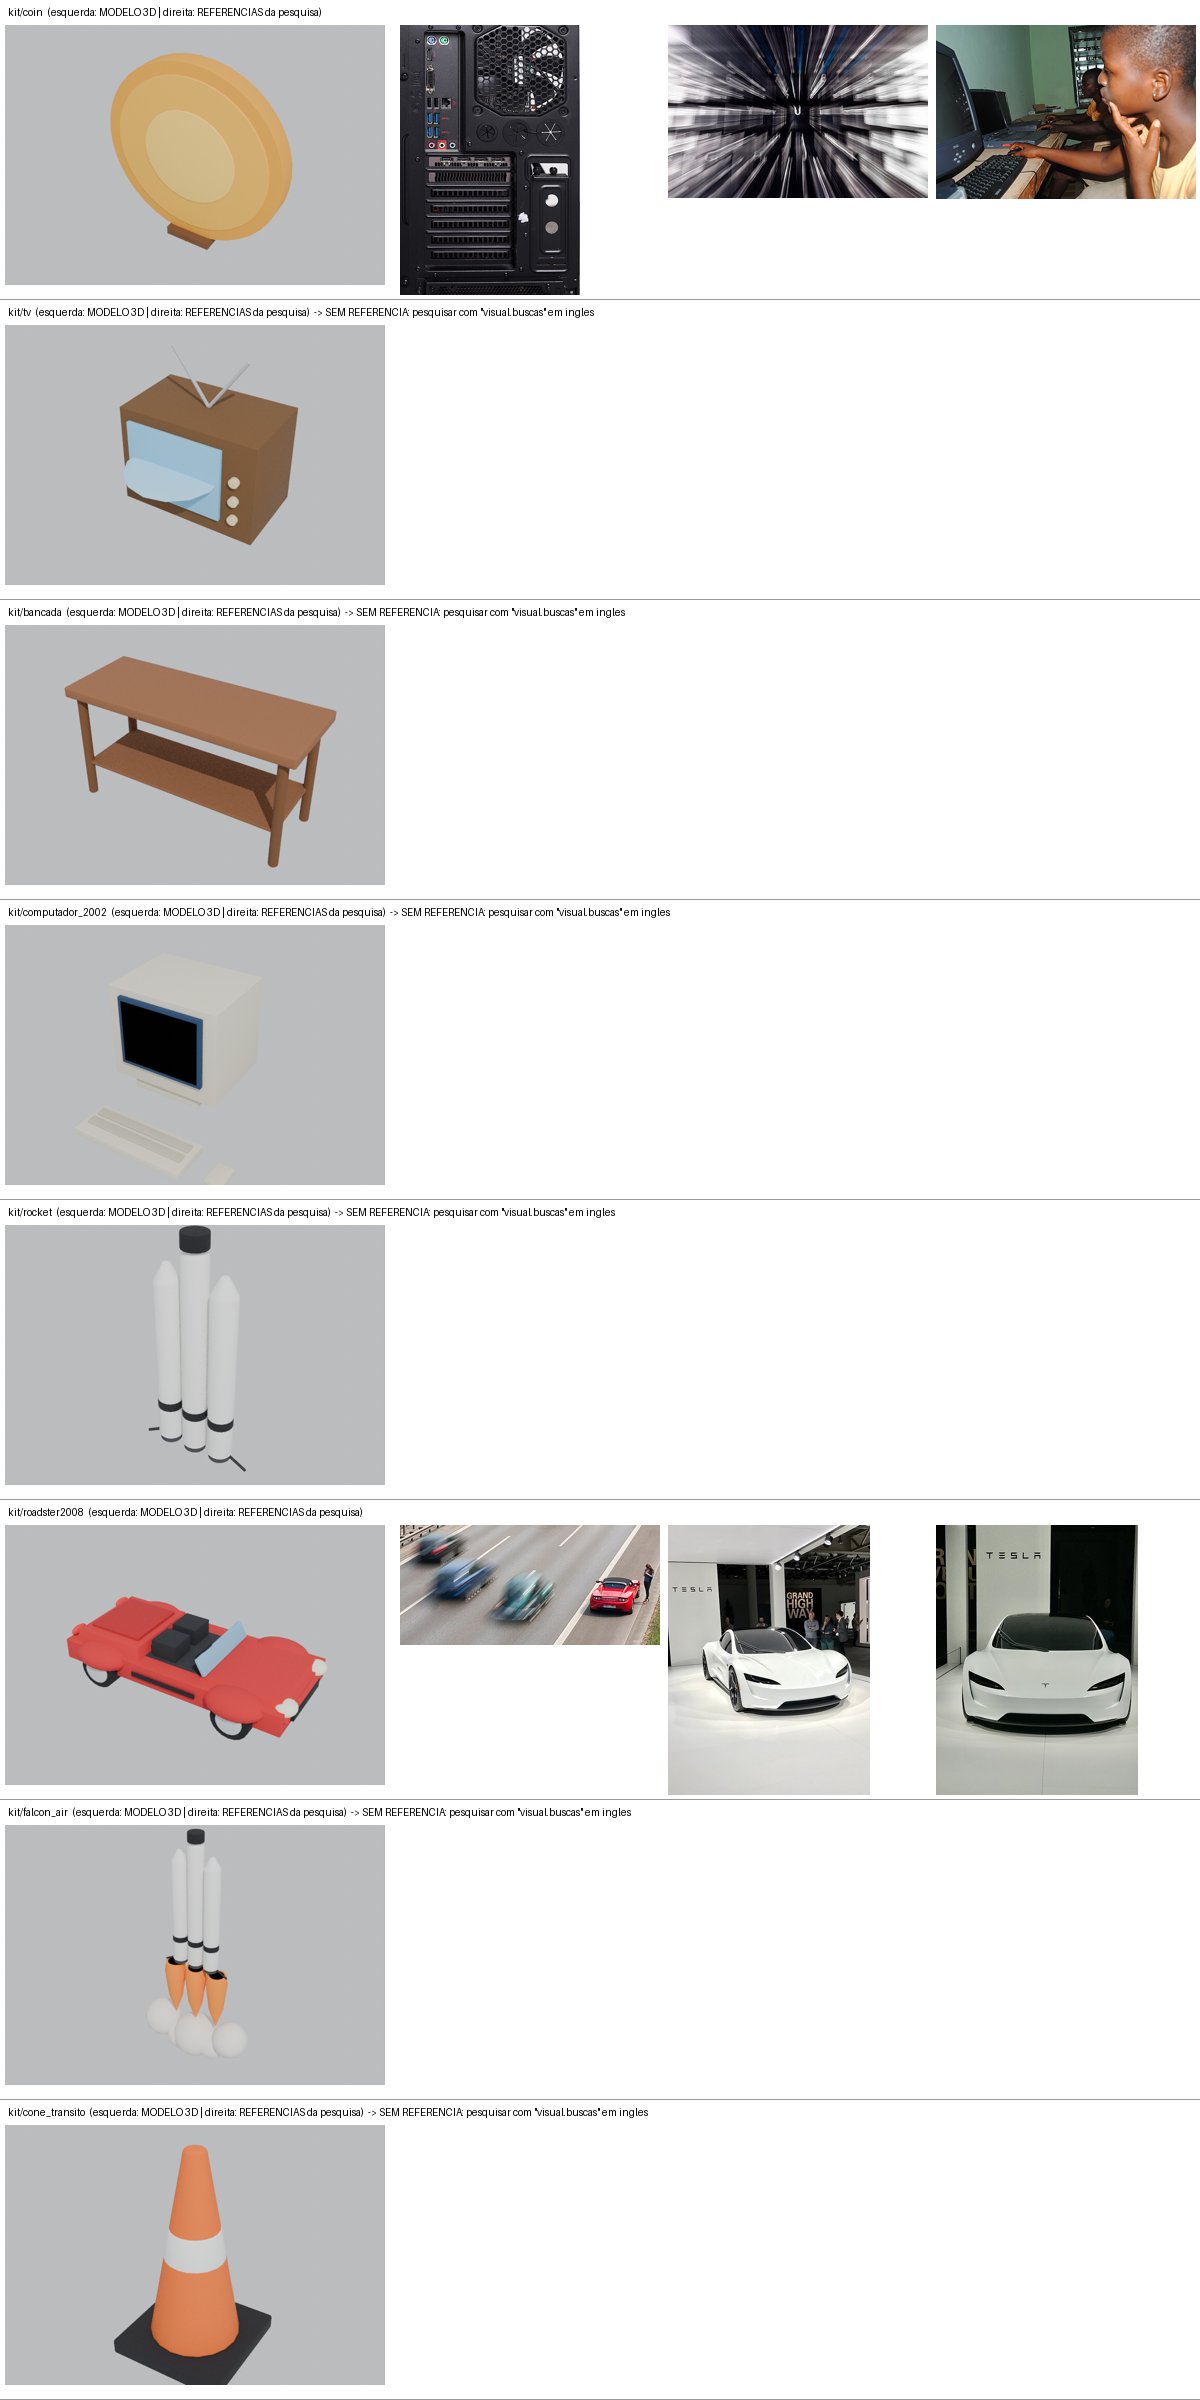 kit/coin (esquerda: MODELO 3D | direita: REFERENCIAS da pesquisa)
kit/tv (esquerda: MODELO 3D | direita: REFERENCIAS da pesquisa) -> SEM REFERENCIA: pesquisar com "visual.buscas" em ingles
kit/bancada (esquerda: MODELO 3D | direita: REFERENCIAS da pesquisa) -> SEM REFERENCIA: pesquisar com "visual.buscas" em ingles
kit/computador_2002 (esquerda: MODELO 3D | direita: REFERENCIAS da pesquisa) -> SEM REFERENCIA: pesquisar com "visual.buscas" em ingles
kit/rocket (esquerda: MODELO 3D | direita: REFERENCIAS da pesquisa) -> SEM REFERENCIA: pesquisar com "visual.buscas" em ingles
kit/roadster2008 (esquerda: MODELO 3D | direita: REFERENCIAS da pesquisa)
TESLA
GRAND
HIGH
WAY
TESLA
kit/falcon_air (esquerda: MODELO 3D | direita: REFERENCIAS da pesquisa) -> SEM REFERENCIA: pesquisar com "visual.buscas" em ingles
kit/cone_transito (esquerda: MODELO 3D | direita: REFERENCIAS da pesquisa) -> SEM REFERENCIA: pesquisar com "visual.buscas" em ingles